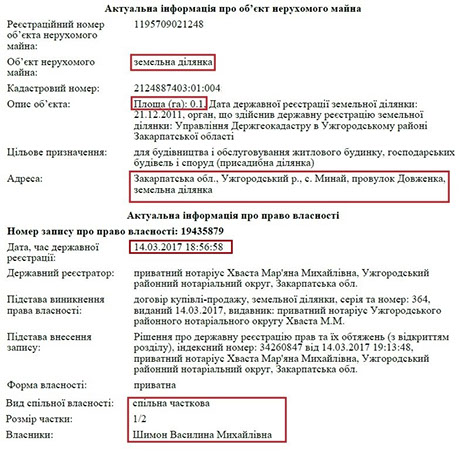 Актуальна інформація про об’єкт нерухомого майна
Реєстраційний номер об’єкта нерухомого майна: 1195709021248
Об’єкт нерухомого майна: земельна ділянка
Кадастровий номер: 2124887403:01:004
Опис об’єкта: Площа (га): 0.1, Дата державної реєстрації земельної ділянки:
21.12.2011, орган, що здійснив державну реєстрацію земельної
ділянки: Управління Держгеокадастру в Ужгородському районі
Закарпатської області
Цільове призначення: для будівництва і обслуговування житлового будинку, господарських
будівель і споруд (присадибна ділянка)
Адреса: Закарпатська обл., Ужгородський р., с. Минай, провулок Довженка,
земельна ділянка
Актуальна інформація про право власності
Номер запису про право власності: 19435879
Дата, час державної реєстрації: 14.03.2017 18:56:58
Державний реєстратор: приватний нотаріус Хваста Мар'яна Михайлівна, Ужгородський
районний нотаріальний округ, Закарпатська обл.
Підстава виникнення права власності: договір купівлі-продажу, земельної ділянки, серія та номер: 364,
виданий 14.03.2017, видавник: приватний нотаріус Ужгородського
районного нотаріального округу Хваста М.М.
Підстава внесення запису: Рішення про державну реєстрацію прав та їх обтяжень (з відкриттям
розділу), індексний номер: 34260847 від 14.03.2017 19:13:48,
приватний нотаріус Хваста Мар'яна Михайлівна, Ужгородський
районний нотаріальний округ, Закарпатська обл.
Форма власності: приватна
Вид спільної власності: спільна часткова
Розмір частки: 1/2
Власники: Шимон Василина Михайлівна